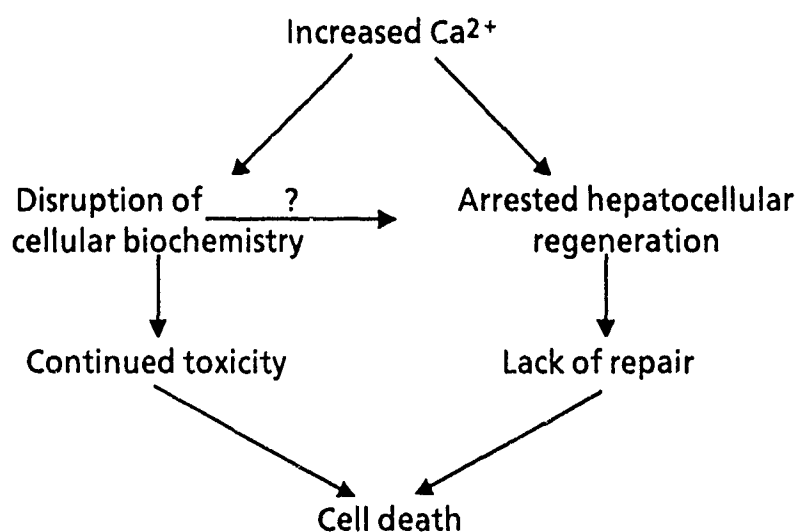 Increased Ca2+
Disruption of
cellular biochemistry
?
Arrested hepatocellular
regeneration
Continued toxicity
Lack of repair
Cell death